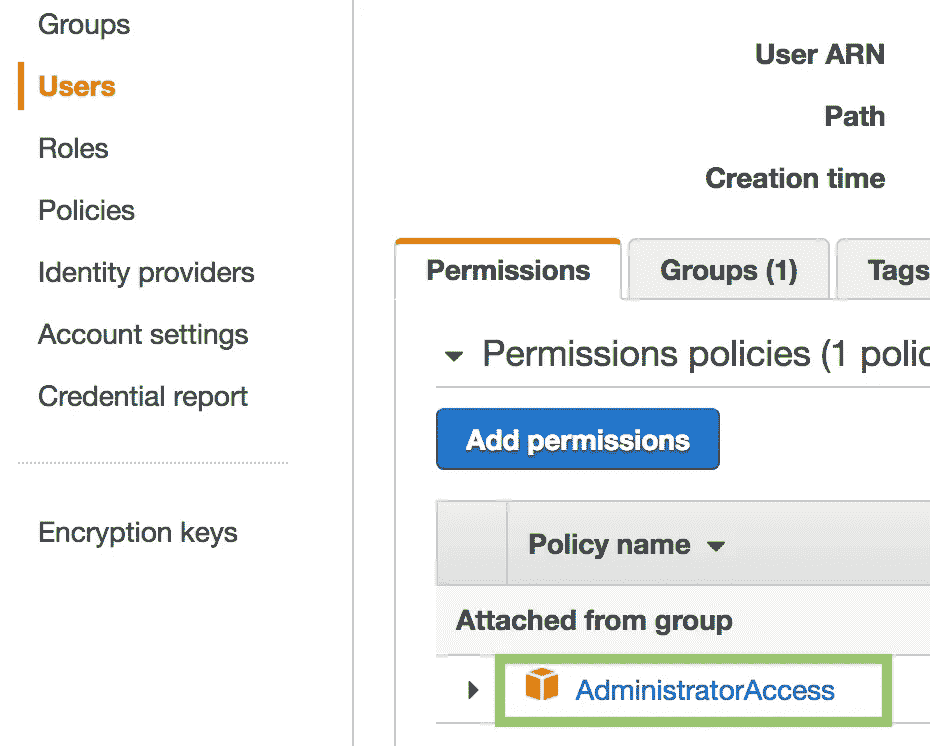 Groups
Users
Roles
Policies
Identity providers
Account settings
Credential report
Encryption keys
User ARN
Path
Creation time
Permissions
Groups (1)
Tags
Permissions policies (1 polic
Add permissions
Policy name
Attached from group
AdministratorAccess